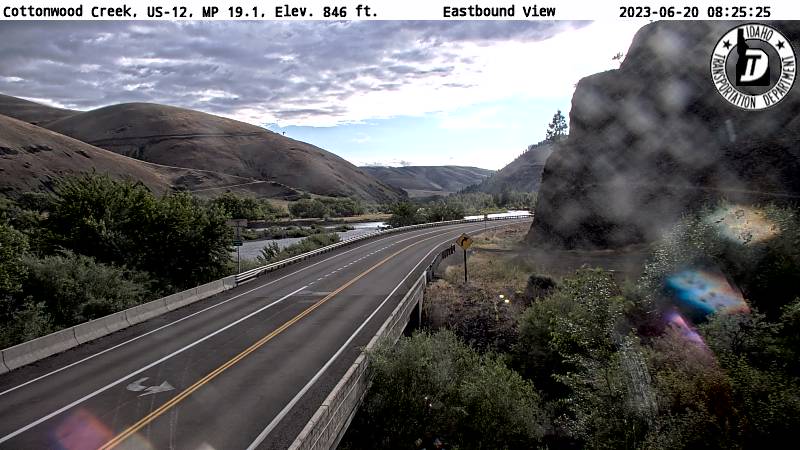 Cottonwood Creek, US-12, MP 19.1, Elev. 846 ft. Eastbound View 2023-06-20 08:25:25
IDAHO
TRANSPORTATION DEPARTMENT